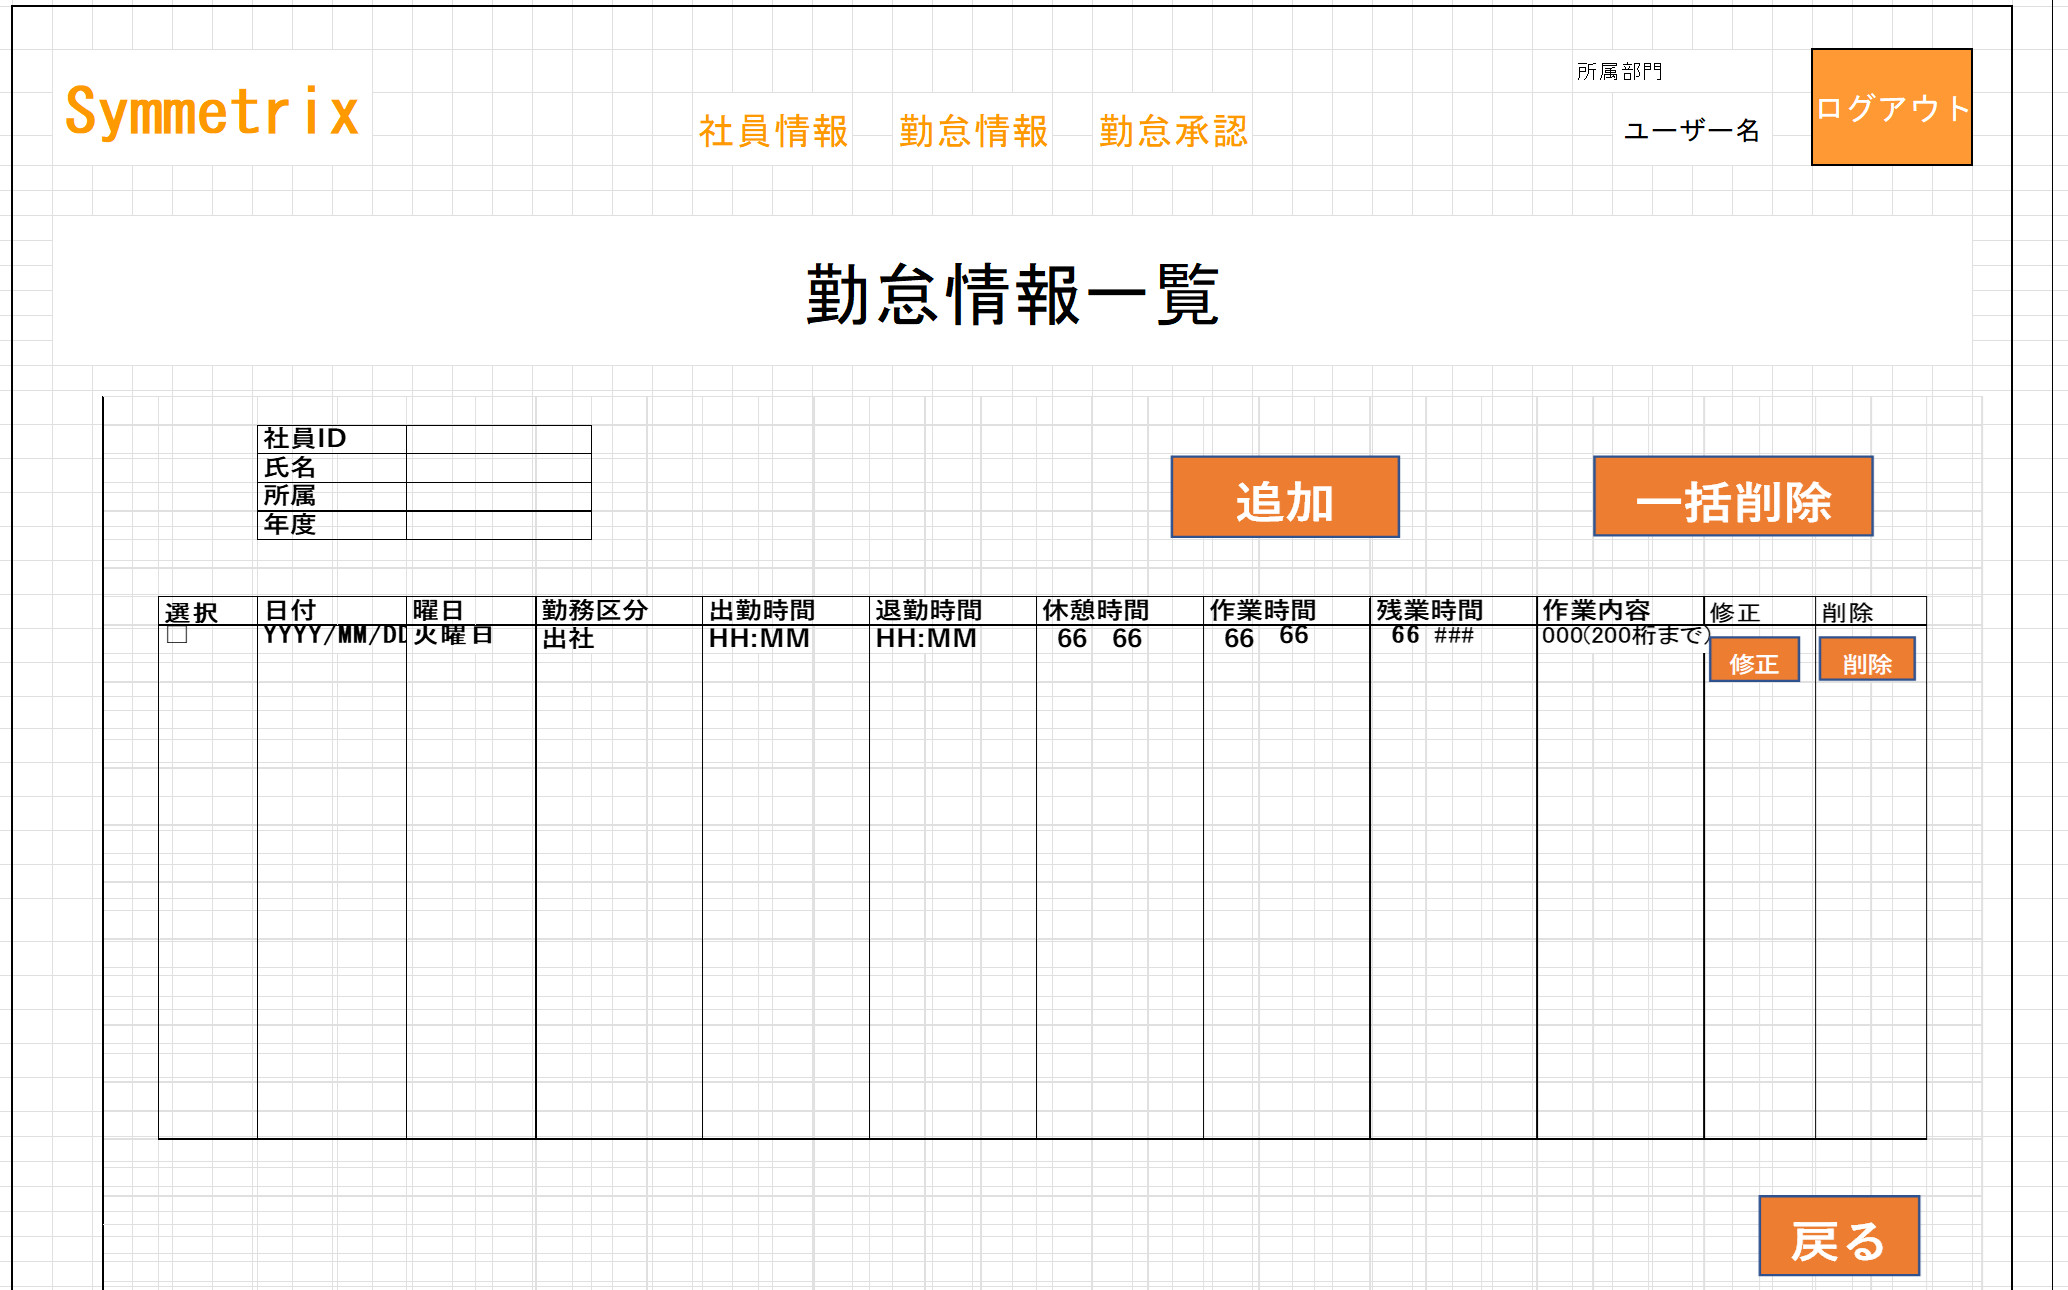 Symmetrix
社員情報 勤怠情報 勤怠承認
所属部門
ユーザー名
ログアウト
勤怠情報一覧
社員ID
氏名
所属
年度
追加
一括削除
選択 日付 曜日 勤務区分 出勤時間 退勤時間 休憩時間 作業時間 残業時間 作業内容 修正 削除
□ YYYY/MM/DD 火曜日 出社 HH:MM HH:MM 66 66 66 66 66 ### 000(200桁まで) 修正 削除
戻る